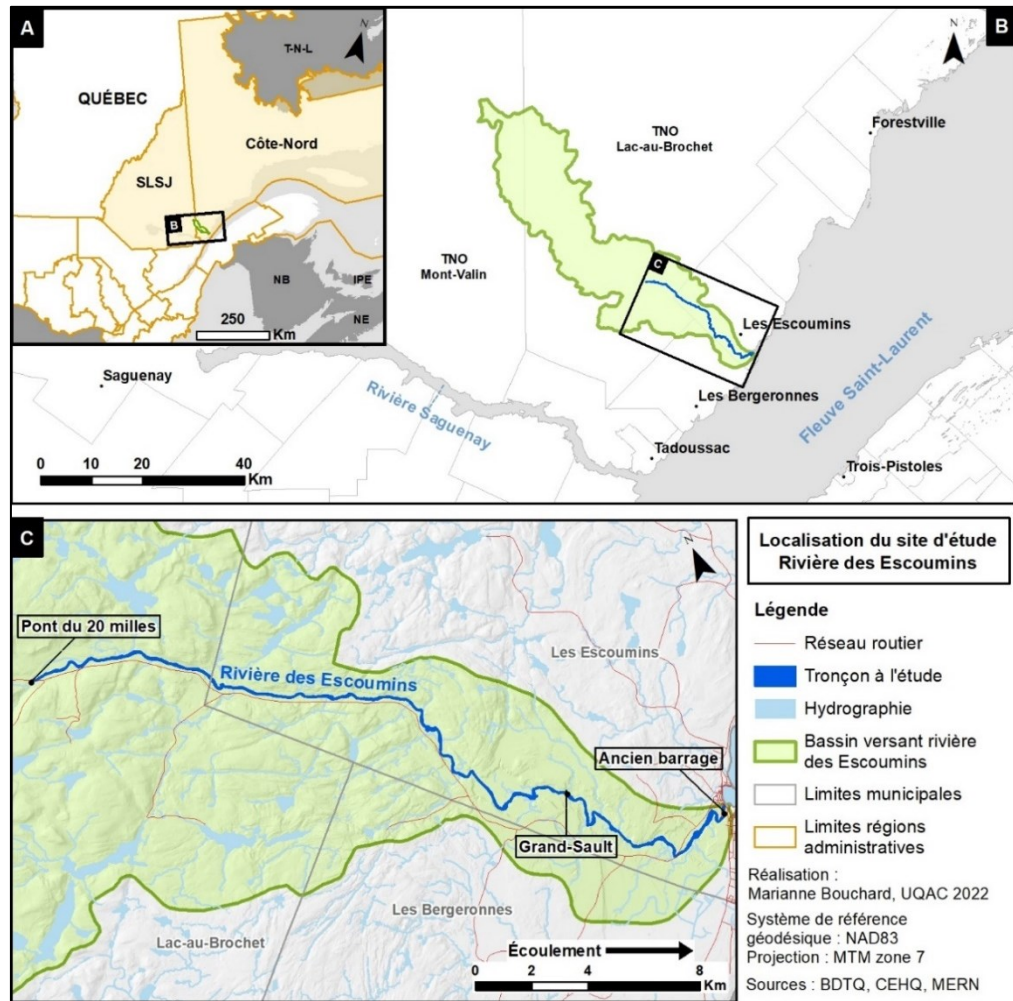 A
N
T-N-L
QUÉBEC
Côte-Nord
SLSJ
B
NB
IPE
NE
250
Km
B
N
TNO
Lac-au-Brochet
Forestville
TNO
Mont-Valin
C
Les Escoumins
Saguenay
Rivière Saguenay
Les Bergeronnes
Fleuve Saint-Laurent
Tadoussac
Trois-Pistoles
0 10 20 40
Km
C
N
Pont du 20 milles
Rivière des Escoumins
Les Escoumins
Ancien barrage
Grand-Sault
Les Bergeronnes
Lac-au-Brochet
Écoulement
0 2 4 8
Km
Localisation du site d'étude
Rivière des Escoumins
Légende
Réseau routier
Tronçon à l'étude
Hydrographie
Bassin versant rivière
des Escoumins
Limites municipales
Limites régions
administratives
Réalisation :
Marianne Bouchard, UQAC 2022
Système de référence
géodésique : NAD83
Projection : MTM zone 7
Sources : BDTQ, CEHQ, MERN